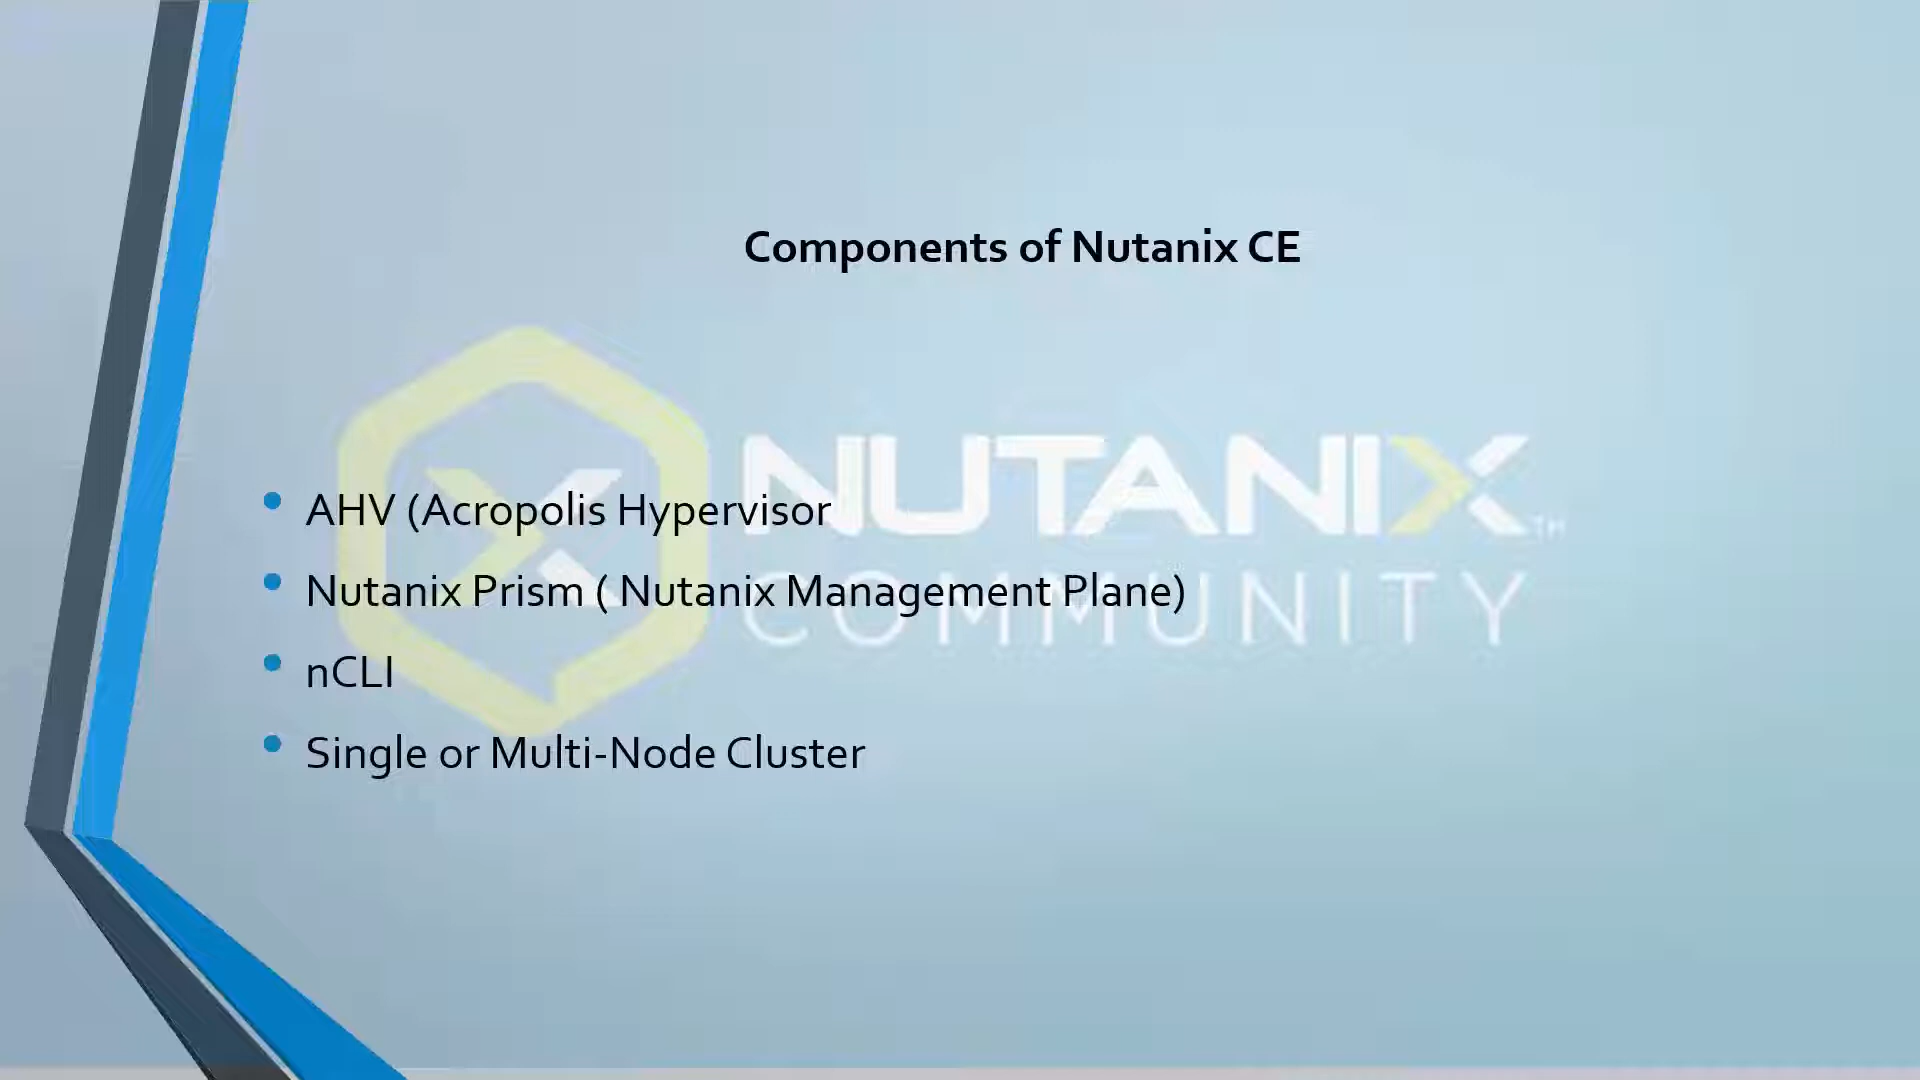 Components of Nutanix CE
NUTANIX™
COMMUNITY
• AHV (Acropolis Hypervisor
• Nutanix Prism ( Nutanix Management Plane)
• nCLI
• Single or Multi-Node Cluster